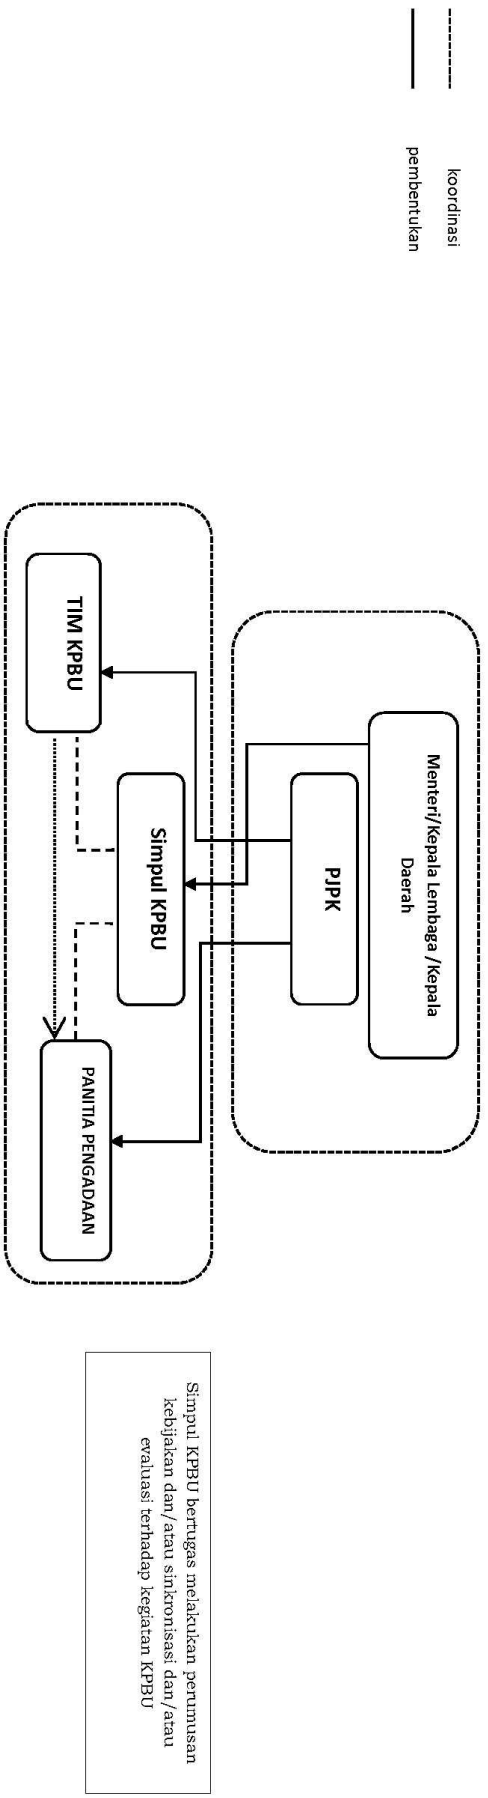 koordinasi
pembentukan
Menteri/Kepala Lembaga /Kepala
Daerah
PJPK
Simpul KPBU
TIM KPBU
PANITIA PENGADAAN
Simpul KPBU bertugas melakukan perumusan
kebijakan dan/atau sinkronisasi dan/atau
evaluasi terhadap kegiatan KPBU